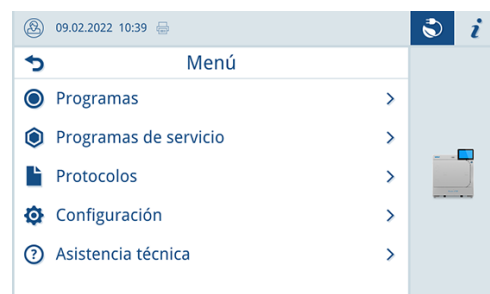 09.02.2022 10:39
i
Menú
Programas
Programas de servicio
Protocolos
Configuración
Asistencia técnica